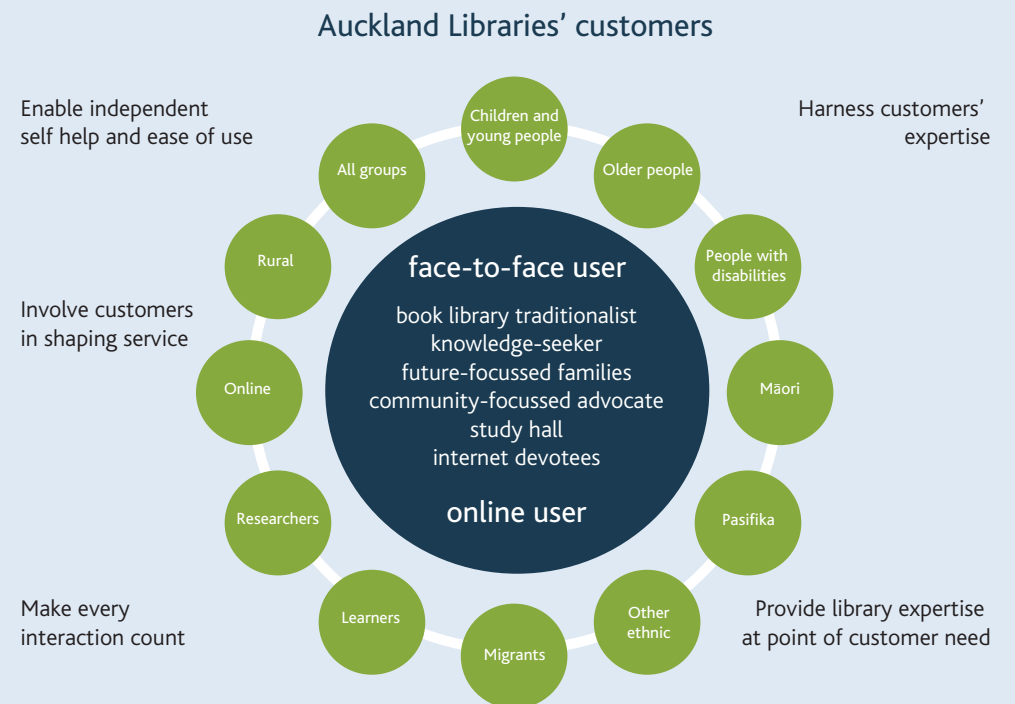 Auckland Libraries’ customers
Enable independent
self help and ease of use
Harness customers’
expertise
Involve customers
in shaping service
Make every
interaction count
Provide library expertise
at point of customer need
Children and
young people
Older people
People with
disabilities
Māori
Pasifika
Other
ethnic
Migrants
Learners
Researchers
Online
Rural
All groups
face-to-face user
book library traditionalist
knowledge-seeker
future-focussed families
community-focussed advocate
study hall
internet devotees
online user